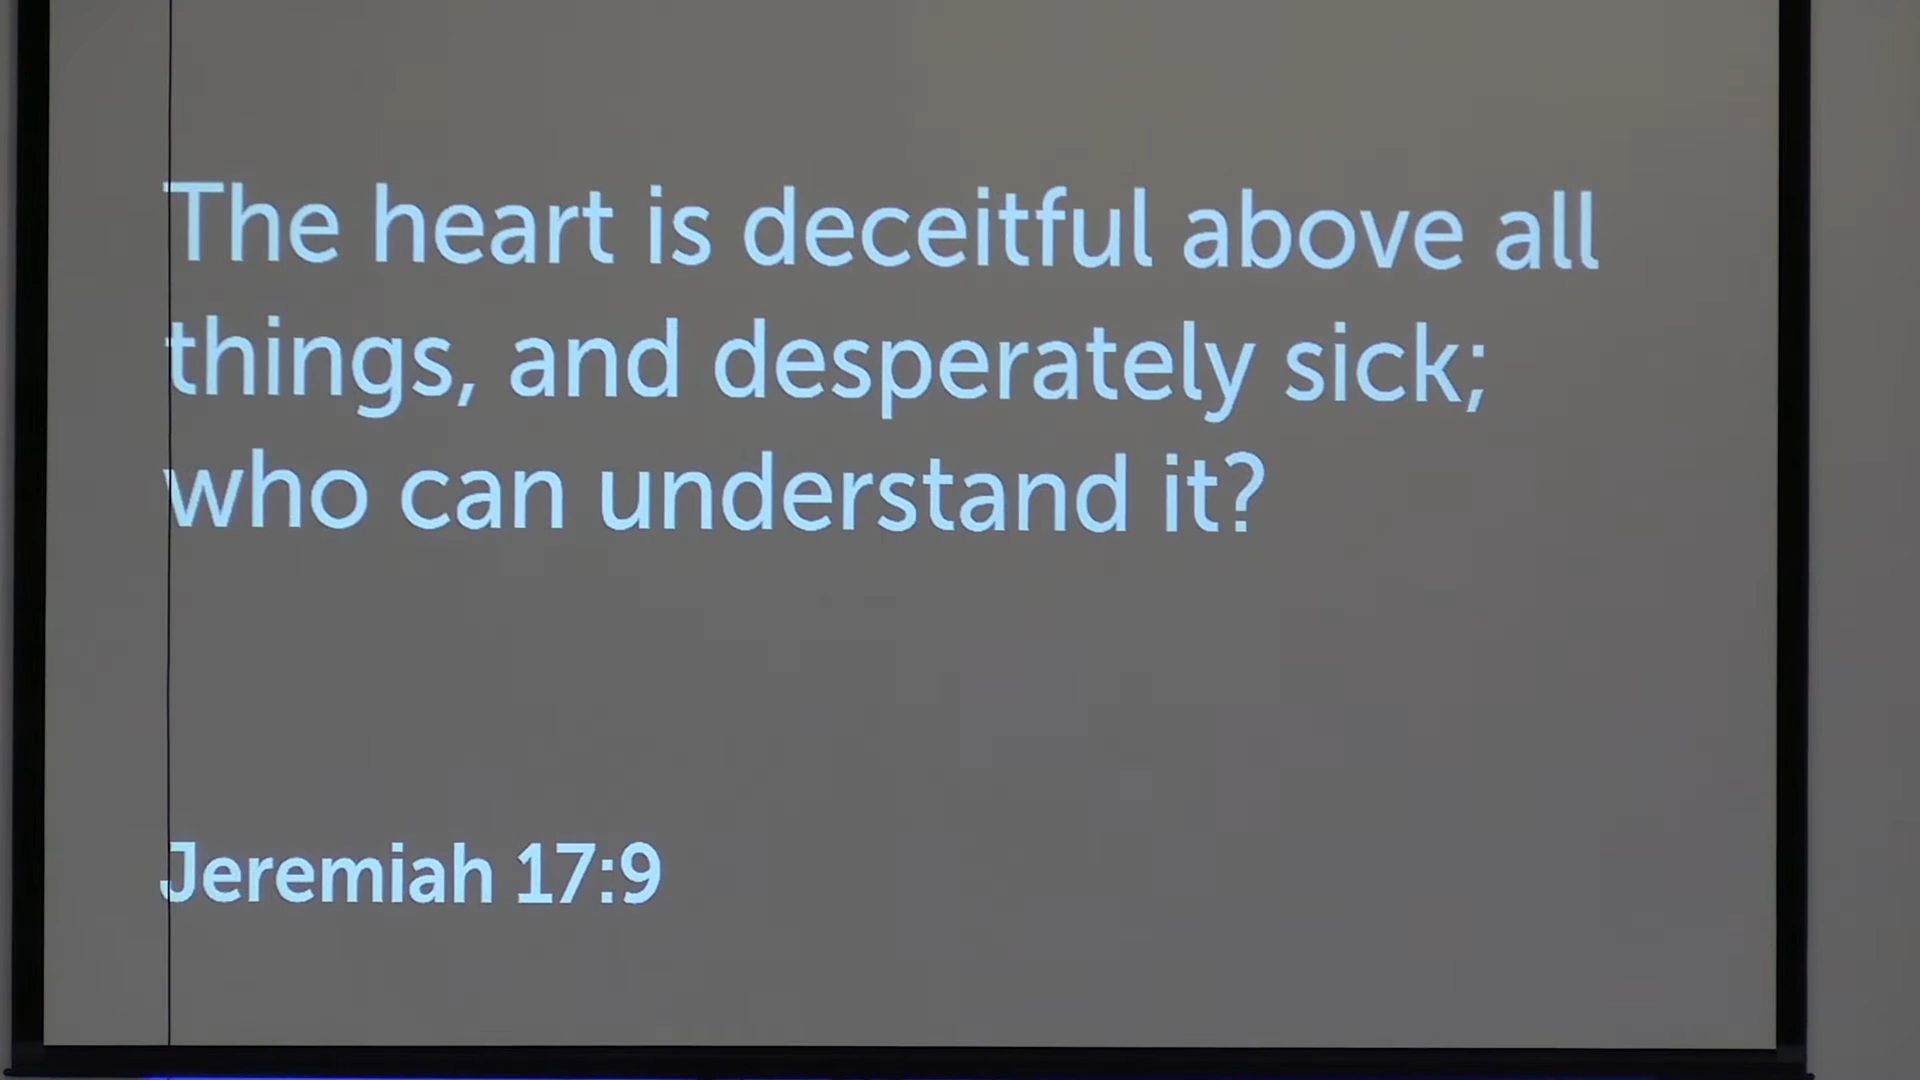 The heart is deceitful above all
things, and desperately sick;
who can understand it?
Jeremiah 17:9